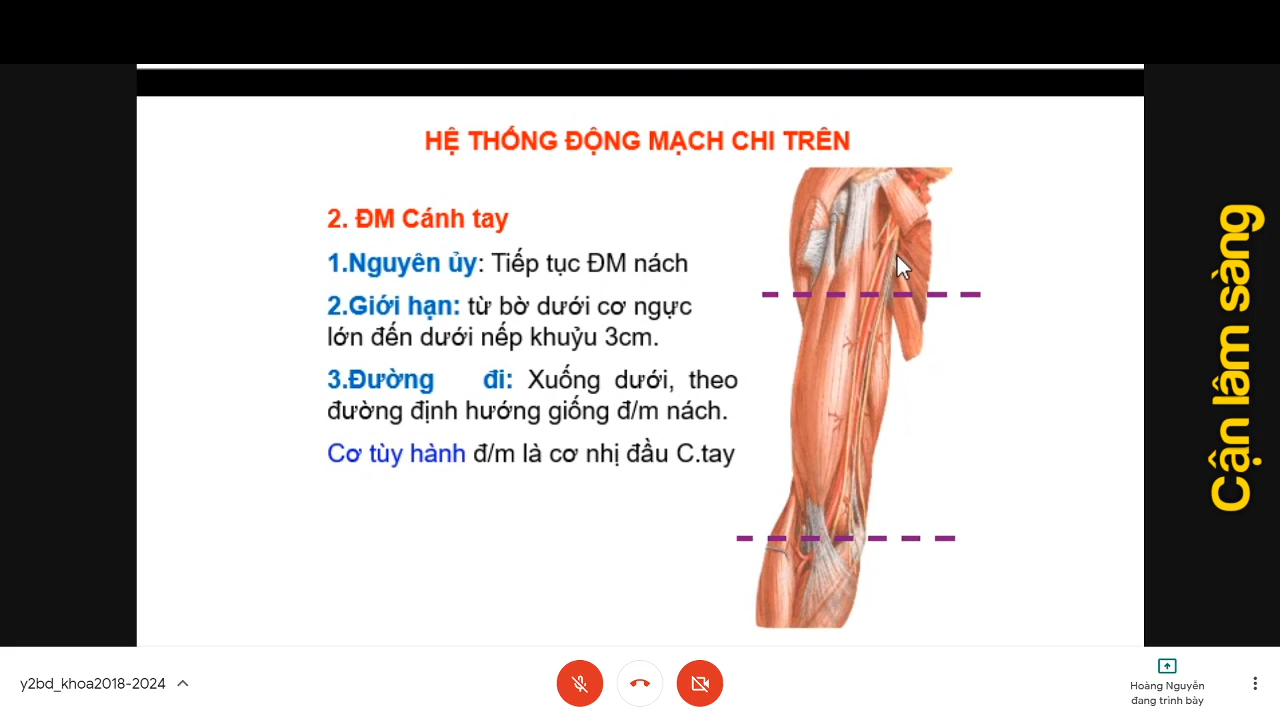 HỆ THỐNG ĐỘNG MẠCH CHI TRÊN
2. ĐM Cánh tay
1.Nguyên ủy: Tiếp tục ĐM nách
2.Giới hạn: từ bờ dưới cơ ngực
lớn đến dưới nếp khuỷu 3cm.
3.Đường đi: Xuống dưới, theo
đường định hướng giống đ/m nách.
Cơ tùy hành đ/m là cơ nhị đầu C.tay
Cận lâm sàng
y2bd_khoa2018-2024
Hoàng Nguyễn
đang trình bày